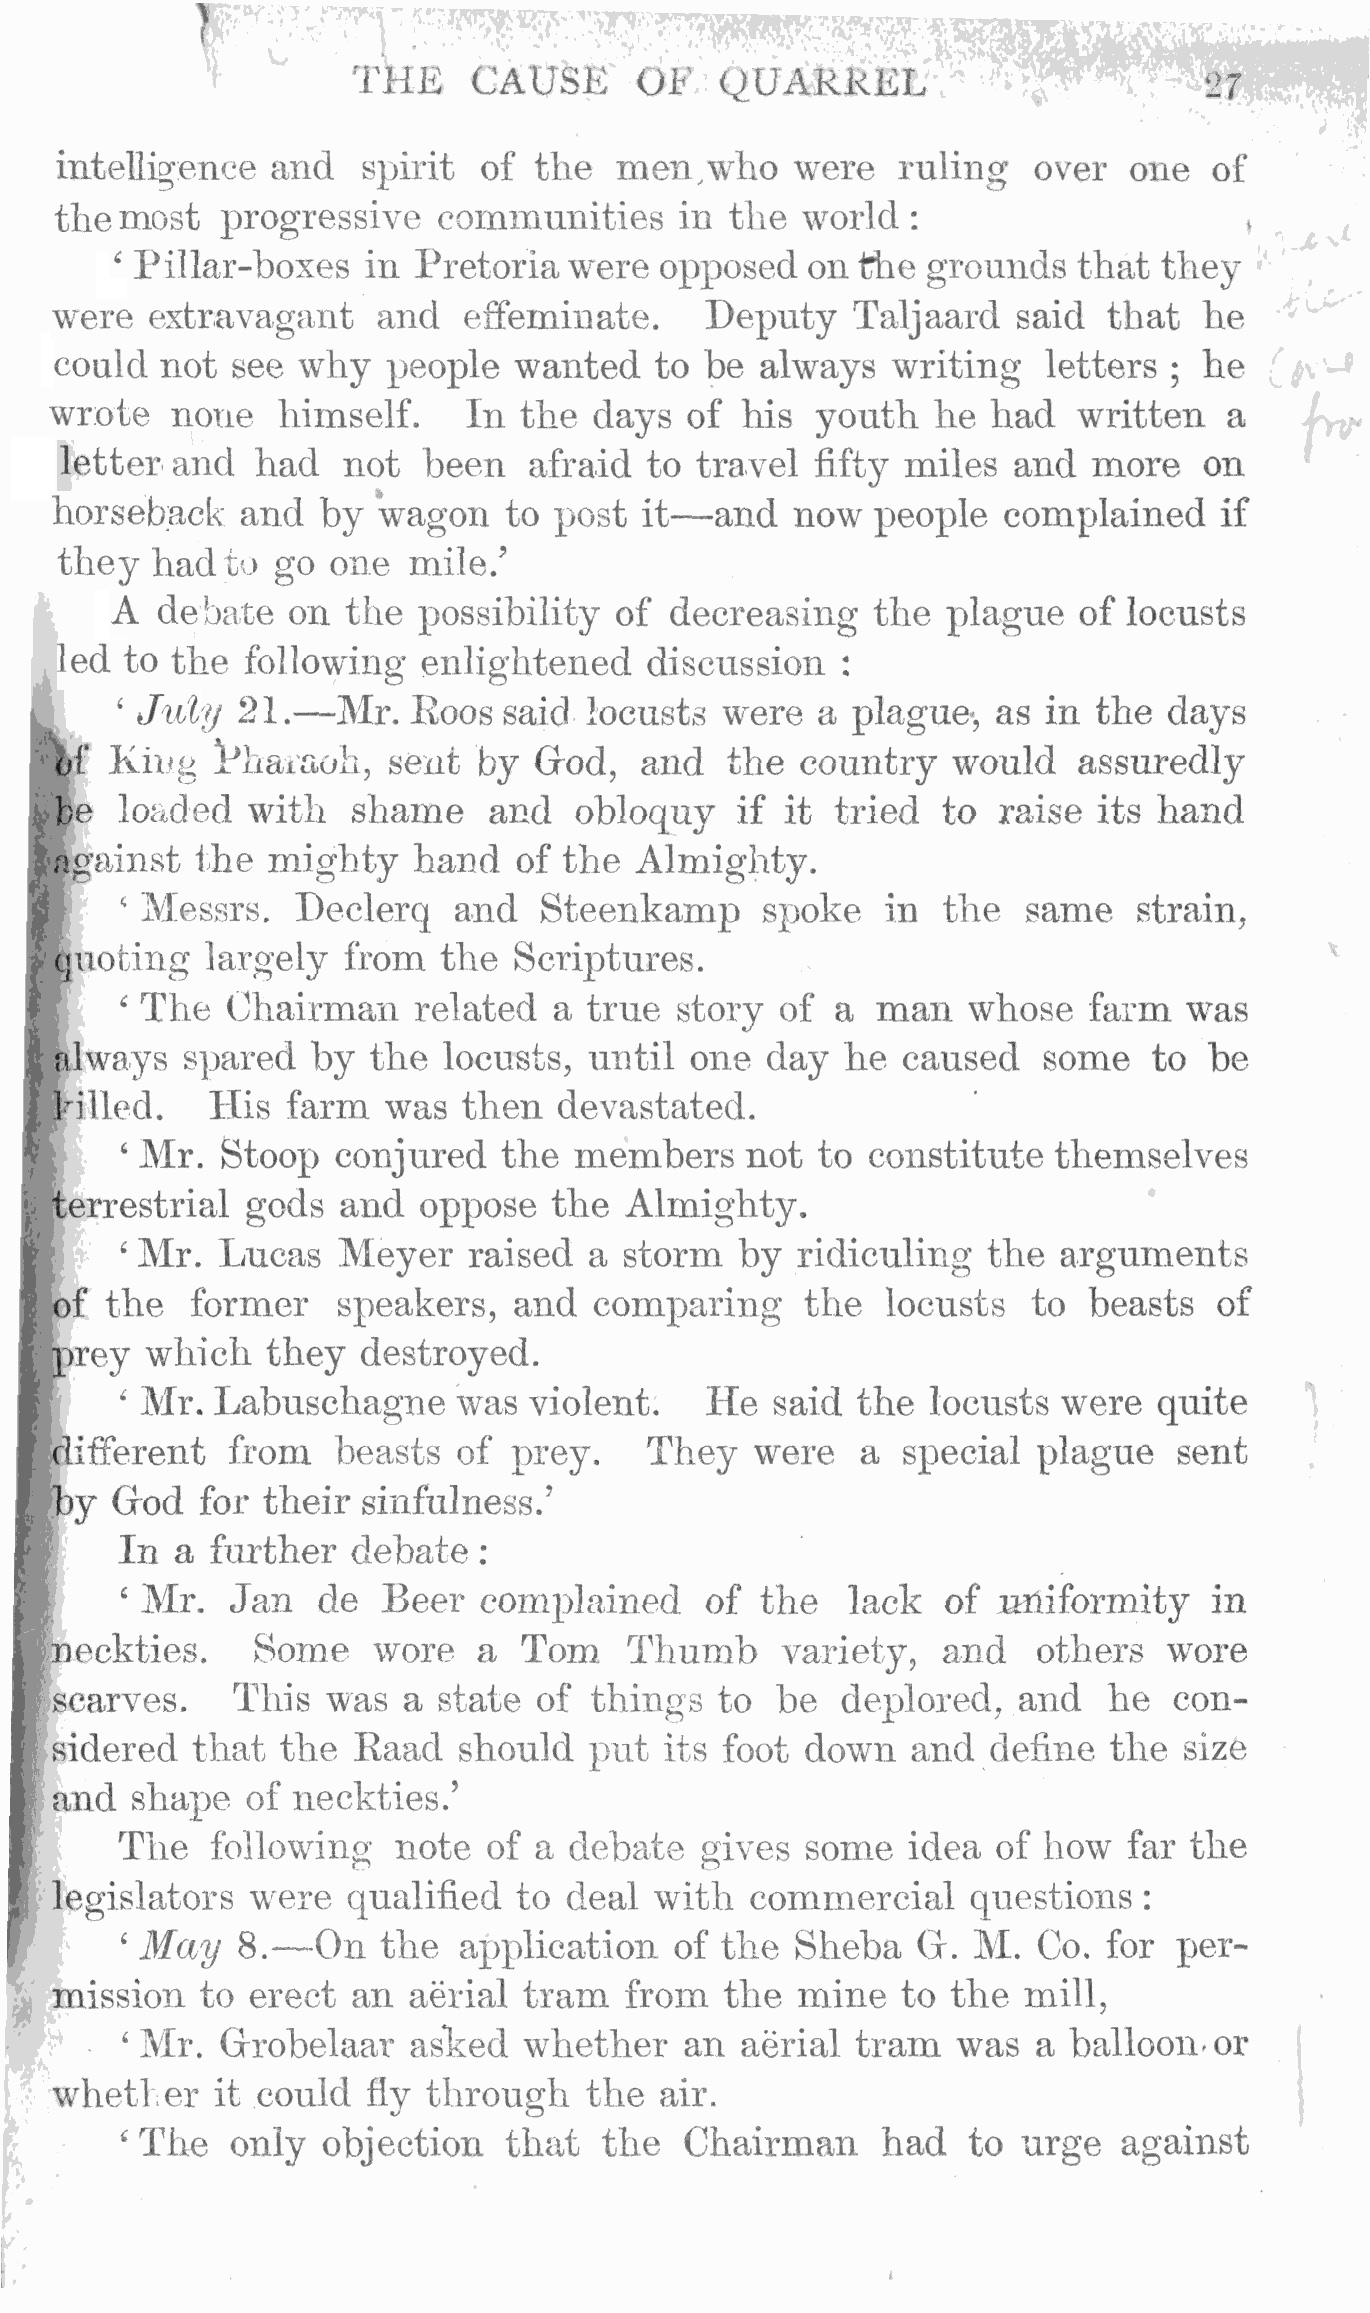 THE CAUSE OF QUARREL 27
intelligence and spirit of the men who were ruling over one of
the most progressive communities in the world :
‘ Pillar-boxes in Pretoria were opposed on the grounds that they
were extravagant and effeminate. Deputy Taljaard said that he
could not see why people wanted to be always writing letters ; he
wrote none himself. In the days of his youth he had written a
letter and had not been afraid to travel fifty miles and more on
horseback and by wagon to post it—and now people complained if
they had to go one mile.’
A debate on the possibility of decreasing the plague of locusts
led to the following enlightened discussion :
‘ July 21.—Mr. Roos said locusts were a plague, as in the days
of King Pharaoh, sent by God, and the country would assuredly
be loaded with shame and obloquy if it tried to raise its hand
against the mighty hand of the Almighty.
‘ Messrs. Declerq and Steenkamp spoke in the same strain,
quoting largely from the Scriptures.
‘ The Chairman related a true story of a man whose farm was
always spared by the locusts, until one day he caused some to be
killed. His farm was then devastated.
‘ Mr. Stoop conjured the members not to constitute themselves
terrestrial gods and oppose the Almighty.
‘ Mr. Lucas Meyer raised a storm by ridiculing the arguments
of the former speakers, and comparing the locusts to beasts of
prey which they destroyed.
‘ Mr. Labuschagne was violent. He said the locusts were quite
different from beasts of prey. They were a special plague sent
by God for their sinfulness.’
In a further debate :
‘ Mr. Jan de Beer complained of the lack of uniformity in
neckties. Some wore a Tom Thumb variety, and others wore
scarves. This was a state of things to be deplored, and he con-
sidered that the Raad should put its foot down and define the size
and shape of neckties.’
The following note of a debate gives some idea of how far the
legislators were qualified to deal with commercial questions :
‘ May 8.—On the application of the Sheba G. M. Co. for per-
mission to erect an aërial tram from the mine to the mill,
‘ Mr. Grobelaar asked whether an aërial tram was a balloon or
whether it could fly through the air.
‘ The only objection that the Chairman had to urge against